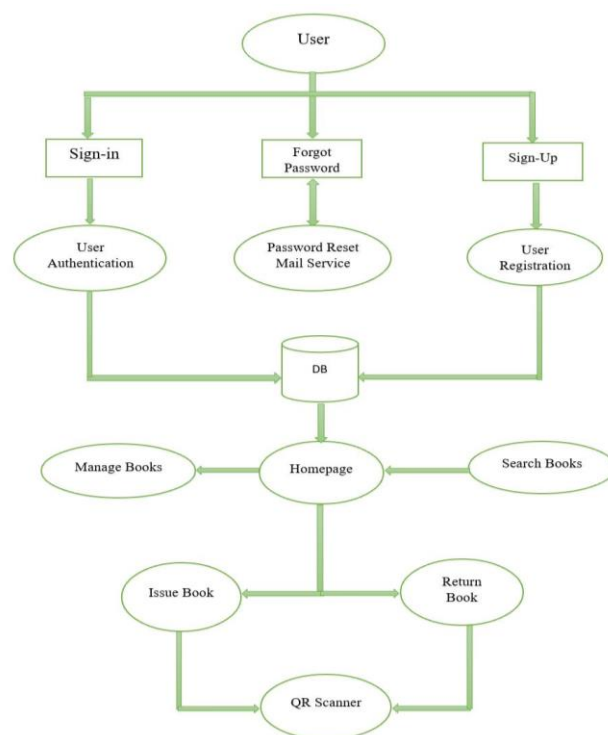 User
Sign-in
Forgot
Password
Sign-Up
User
Authentication
Password Reset
Mail Service
User
Registration
DB
Manage Books
Homepage
Search Books
Issue Book
Return
Book
QR Scanner